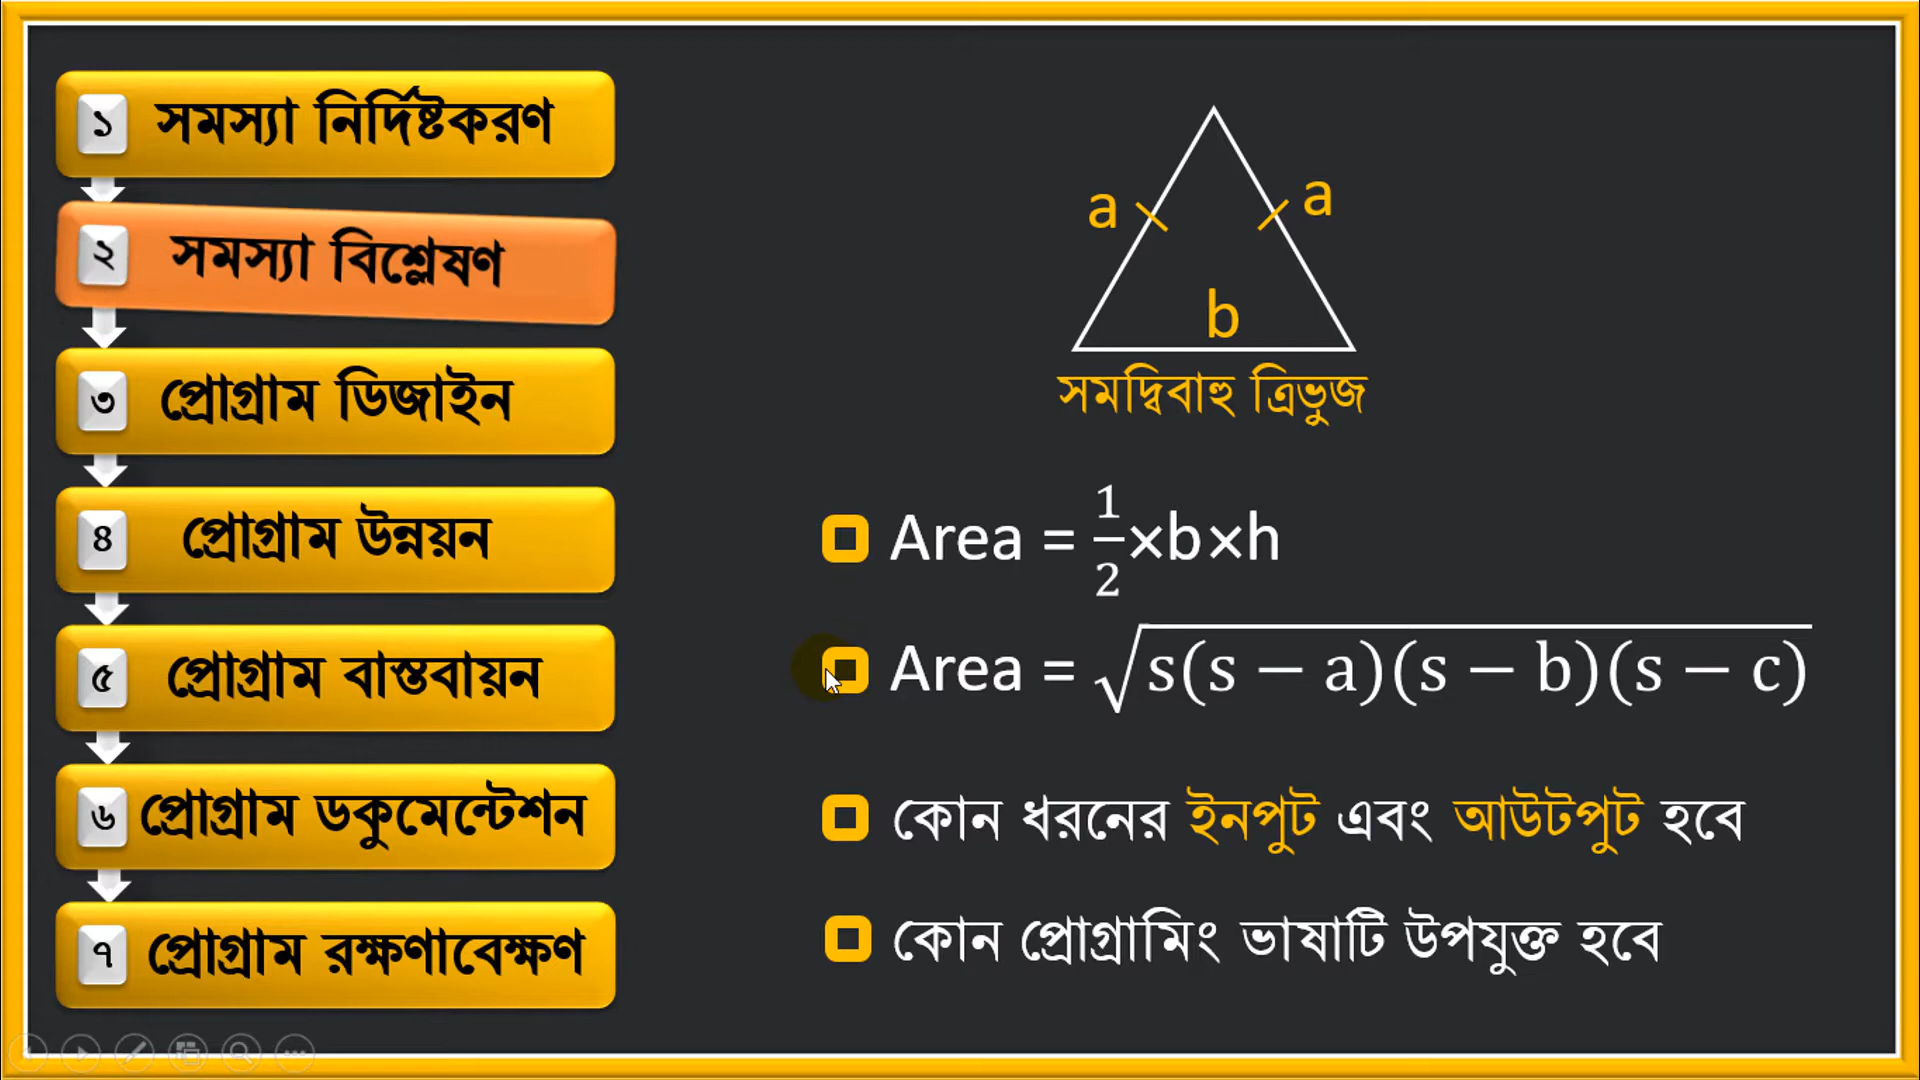 ১ সমস্যা নির্দিষ্টকরণ
২ সমস্যা বিশ্লেষণ
৩ প্রোগ্রাম ডিজাইন
৪ প্রোগ্রাম উন্নয়ন
৫ প্রোগ্রাম বাস্তবায়ন
৬ প্রোগ্রাম ডকুমেন্টেশন
৭ প্রোগ্রাম রক্ষণাবেক্ষণ
a a
b
সমদ্বিবাহু ত্রিভুজ
Area = 1/2×b×h
Area = √s(s − a)(s − b)(s − c)
কোন ধরনের ইনপুট এবং আউটপুট হবে
কোন প্রোগ্রামিং ভাষাটি উপযুক্ত হবে